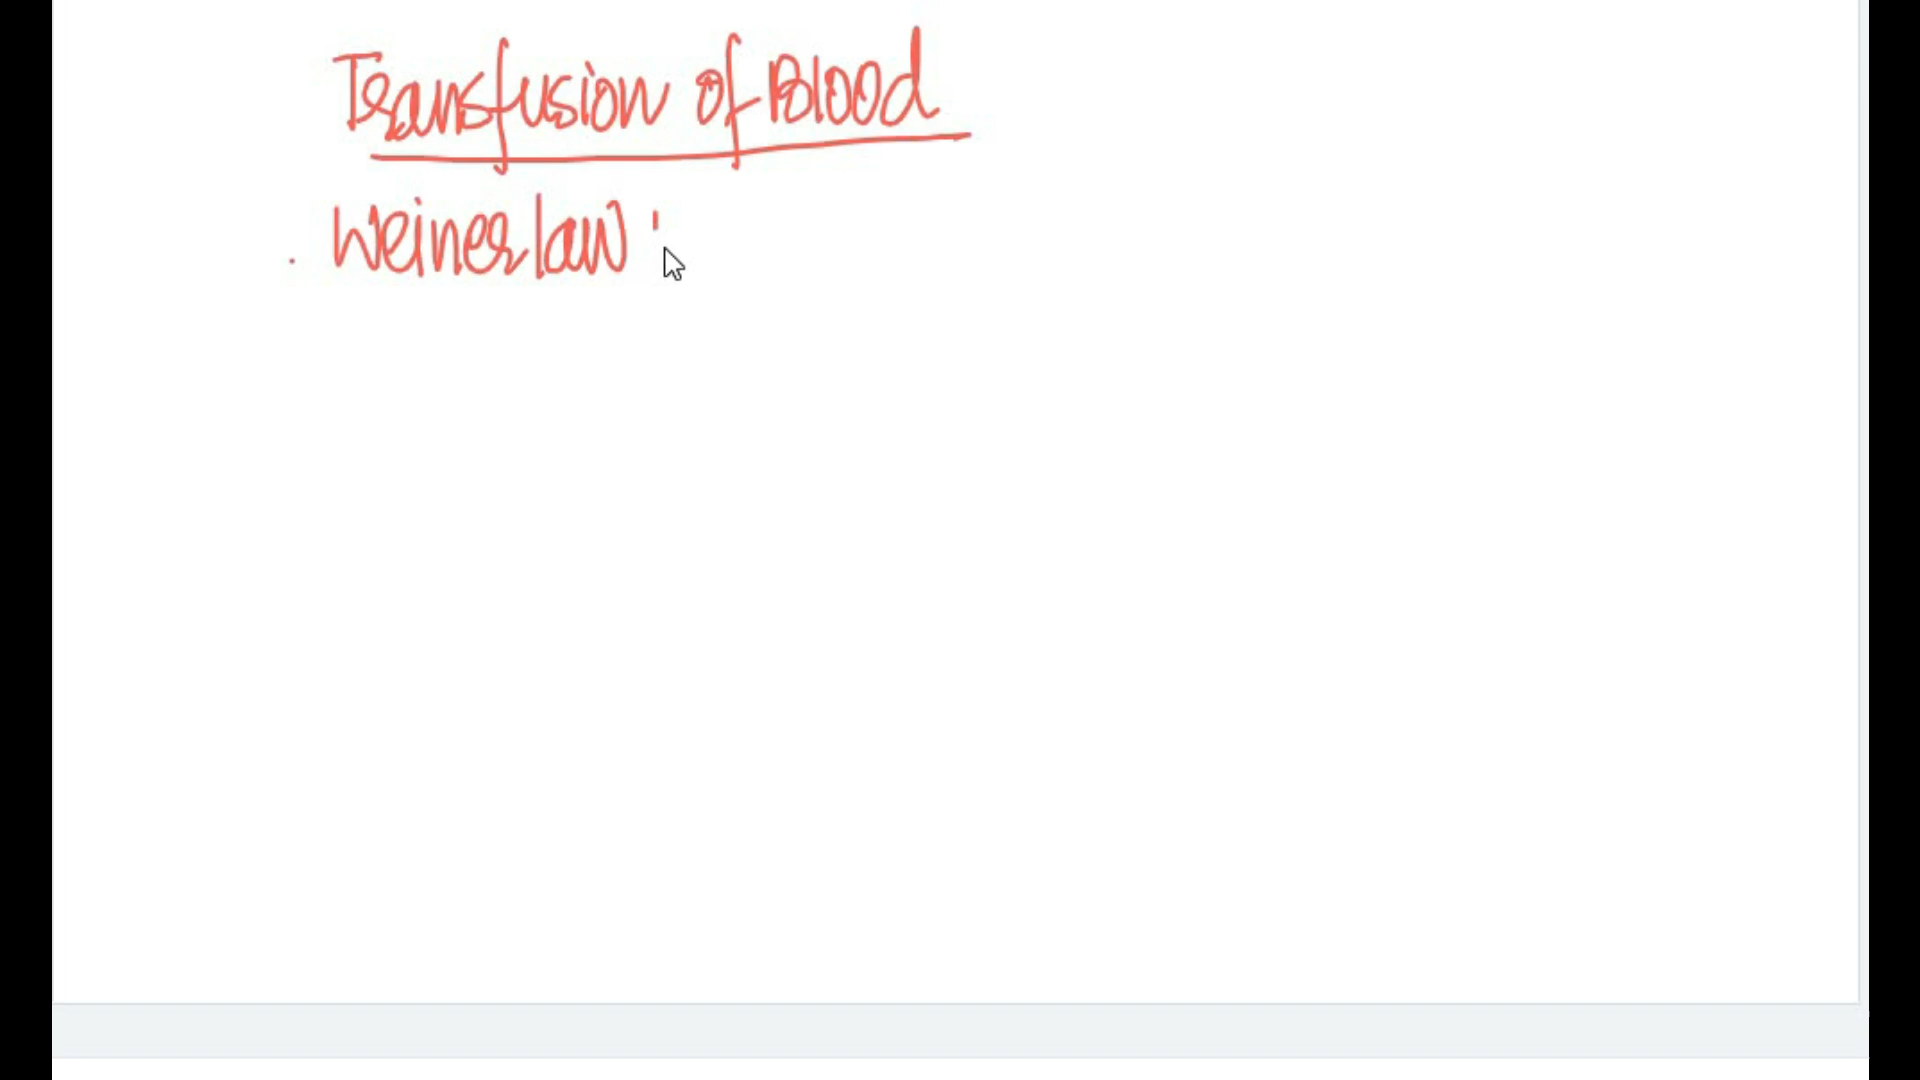 Transfusion of Blood
. Weiner law :